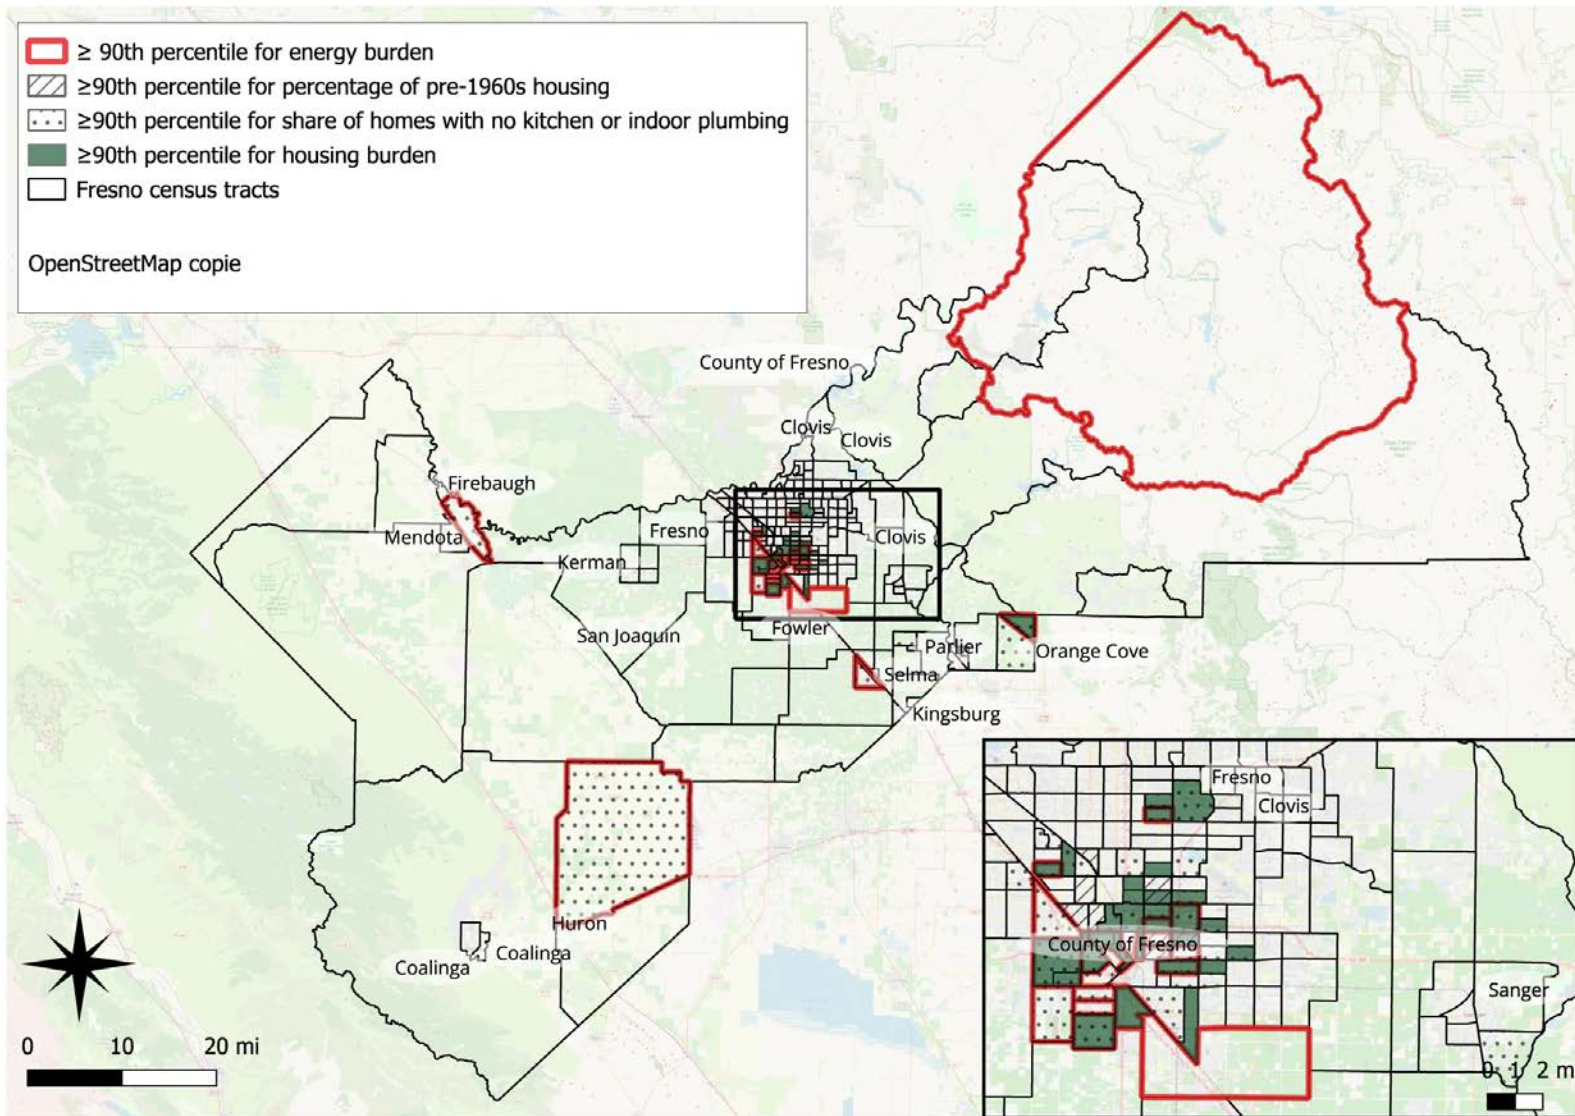 ≥ 90th percentile for energy burden
≥90th percentile for percentage of pre-1960s housing
≥90th percentile for share of homes with no kitchen or indoor plumbing
≥90th percentile for housing burden
Fresno census tracts
OpenStreetMap copie
County of Fresno
Clovis
Clovis
Firebaugh
Fresno
Clovis
Mendota
Kerman
San Joaquin
Fowler
Parlier
Orange Cove
Selma
Kingsburg
Huron
Coalinga
Coalinga
0 10 20 mi
Fresno
Clovis
County of Fresno
Sanger
0 1 2 m